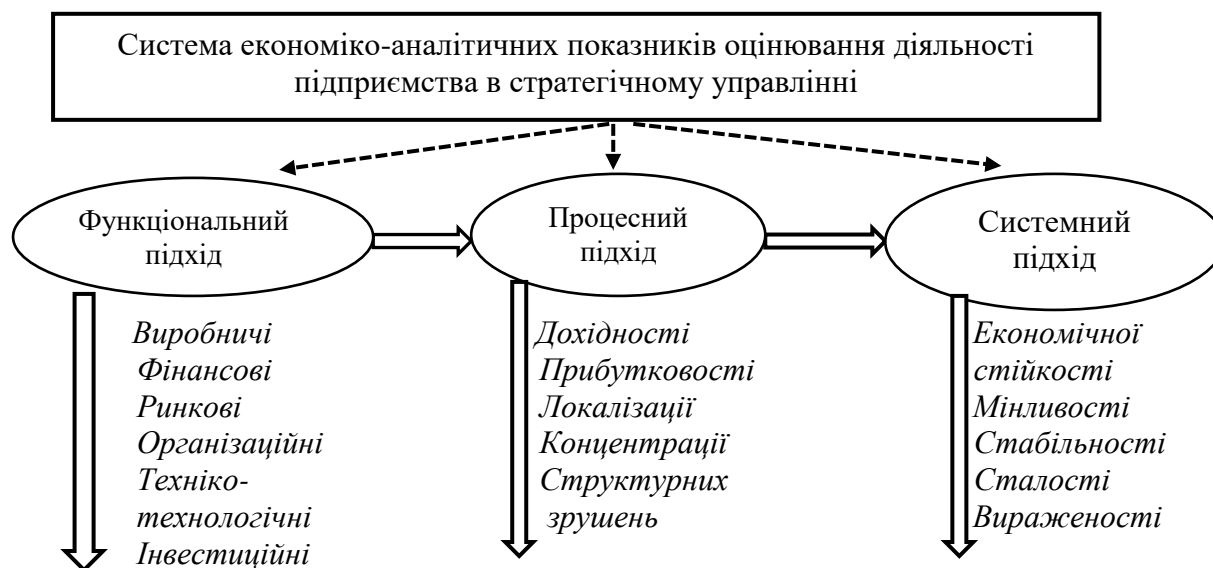 Система економіко-аналітичних показників оцінювання діяльності
підприємства в стратегічному управлінні
Функціональний
підхід
Процесний
підхід
Системний
підхід
Виробничі
Фінансові
Ринкові
Організаційні
Техніко-
технологічні
Інвестиційні
Дохідності
Прибутковості
Локалізації
Концентрації
Структурних
зрушень
Економічної
стійкості
Мінливості
Стабільності
Сталості
Вираженості